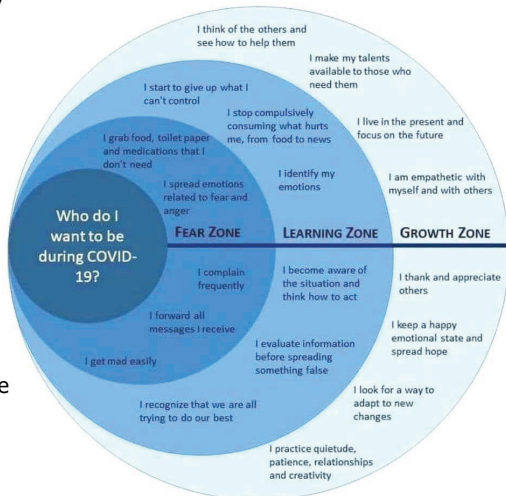 I think of the others and
see how to help them
I make my talents
available to those who
need them
I start to give up what I
can't control
I stop compulsively
consuming what hurts
me, from food to news
I live in the present and
focus on the future
I grab food, toilet paper
and medications that I
don't need
I identify my
emotions
I am empathetic with
myself and with others
I spread emotions
related to fear and
anger
Who do I
want to be
during COVID-
19?
FEAR ZONE
LEARNING ZONE
GROWTH ZONE
I complain
frequently
I become aware of
the situation and
think how to act
I thank and appreciate
others
I forward all
messages I receive
I keep a happy
emotional state and
spread hope
I get mad easily
I evaluate information
before spreading
something false
I look for a way to
adapt to new
changes
I recognize that we are all
trying to do our best
I practice quietude,
patience, relationships
and creativity